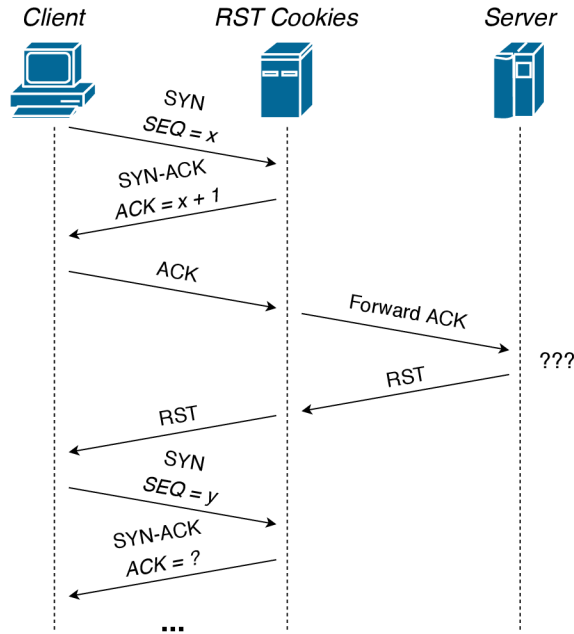 Client
RST Cookies
Server
SYN
SEQ = x
SYN-ACK
ACK = x + 1
ACK
Forward ACK
???
RST
RST
SYN
SEQ = y
SYN-ACK
ACK = ?
...